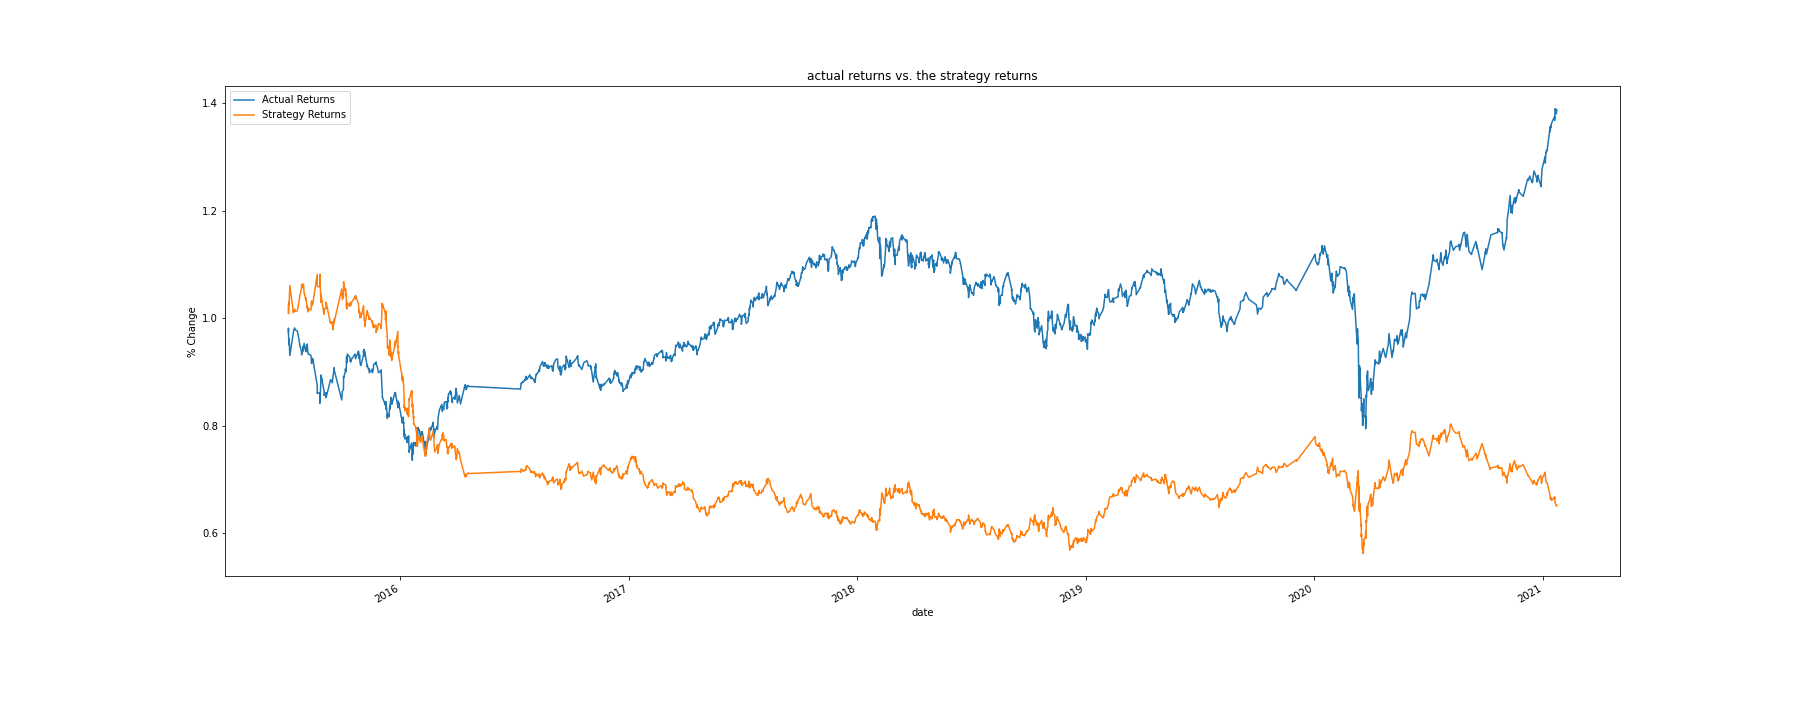 actual returns vs. the strategy returns
Actual Returns
Strategy Returns
1.4
1.2
1.0
0.8
0.6
% Change
2016
2017
2018
2019
2020
2021
date